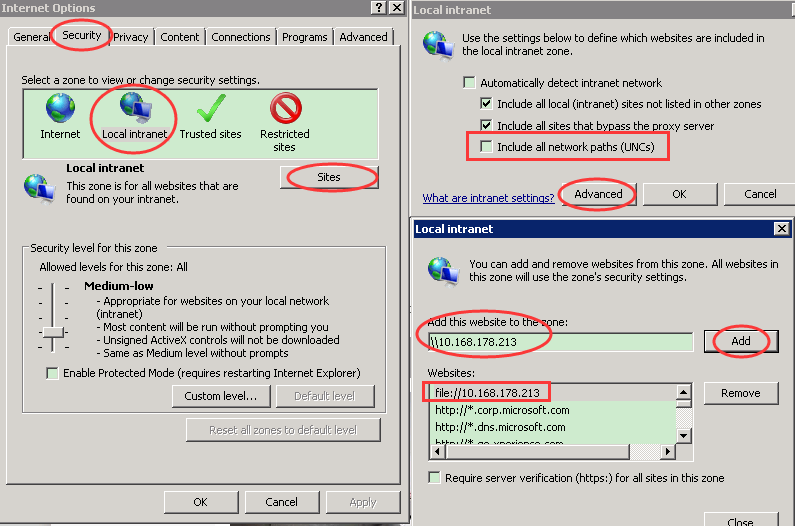 Internet Options
General
Security
Privacy
Content
Connections
Programs
Advanced
Select a zone to view or change security settings.
Internet
Local intranet
Trusted sites
Restricted
sites
Local intranet
This zone is for all websites that are
found on your intranet.
Sites
Security level for this zone
Allowed levels for this zone: All
Medium-low
- Appropriate for websites on your local network
(intranet)
- Most content will be run without prompting you
- Unsigned ActiveX controls will not be downloaded
- Same as Medium level without prompts
Enable Protected Mode (requires restarting Internet Explorer)
Custom level...
Default level
Reset all zones to default level
OK
Cancel
Apply
Local intranet
Use the settings below to define which websites are included in
the local intranet zone.
Automatically detect intranet network
Include all local (intranet) sites not listed in other zones
Include all sites that bypass the proxy server
Include all network paths (UNCs)
What are intranet settings?
Advanced
OK
Cancel
Local intranet
You can add and remove websites from this zone. All websites in
this zone will use the zone's security settings.
Add this website to the zone:
\\10.168.178.213
Add
Websites:
file://10.168.178.213
http://*.corp.microsoft.com
http://*.dns.microsoft.com
Remove
Require server verification (https:) for all sites in this zone
Close